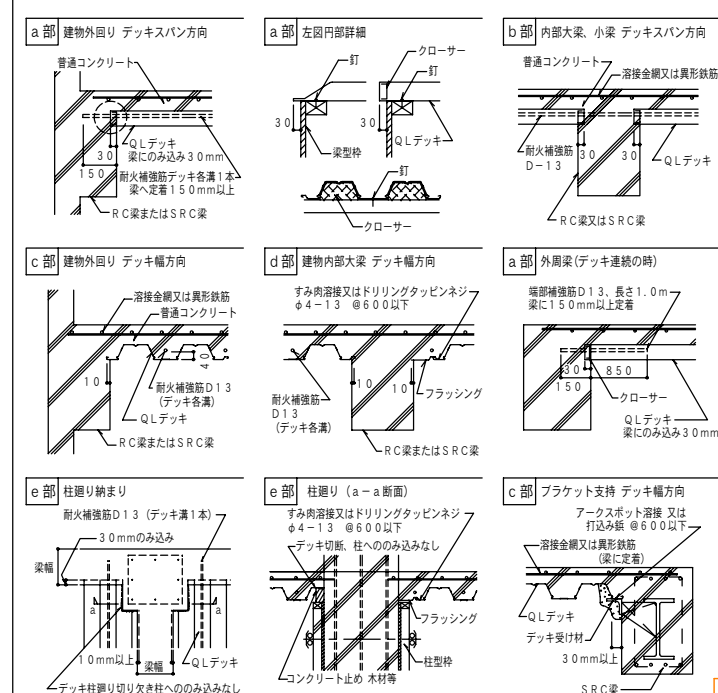 a部 建物外回り デッキスパン方向
普通コンクリート
30
150
QLデッキ
梁にのみ込み30mm
耐火補強筋デッキ各溝1本
梁へ定着150mm以上
RC梁またはSRC梁
a部 左図円部詳細
クローサー
釘
釘
30
30
QLデッキ
梁型枠
釘
クローサー
b部 内部大梁、小梁 デッキスパン方向
普通コンクリート
溶接金網又は異形鉄筋
耐火補強筋
D-13
30
30
QLデッキ
RC梁又はSRC梁
c部 建物外回り デッキ幅方向
溶接金網又は異形鉄筋
普通コンクリート
10
40
耐火補強筋D13
(デッキ各溝)
QLデッキ
RC梁またはSRC梁
d部 建物内部大梁 デッキ幅方向
すみ肉溶接又はドリリングタッピンネジ
φ4-13 @600以下
10
10
フラッシング
耐火補強筋
D13
(デッキ各溝)
RC梁またはSRC梁
a部 外周梁(デッキ連続の時)
端部補強筋D13、長さ1.0m
梁に150mm以上定着
30
150
850
クローサー
QLデッキ
梁にのみ込み30mm
e部 柱廻り納まり
耐火補強筋D13(デッキ溝1本)
30mmのみ込み
梁幅
a
a
10mm以上
梁幅
QLデッキ
デッキ柱廻り切り欠き柱へののみ込みなし
e部 柱廻り(a-a断面)
すみ肉溶接又はドリリングタッピンネジ
φ4-13 @600以下
デッキ切断、柱へののみ込みなし
フラッシング
柱型枠
コンクリート止め 木材等
c部 ブラケット支持 デッキ幅方向
アークスポット溶接 又は
打込み鋲 @600以下
溶接金網又は異形鉄筋
(梁に定着)
QLデッキ
デッキ受け材
30mm以上
SRC梁